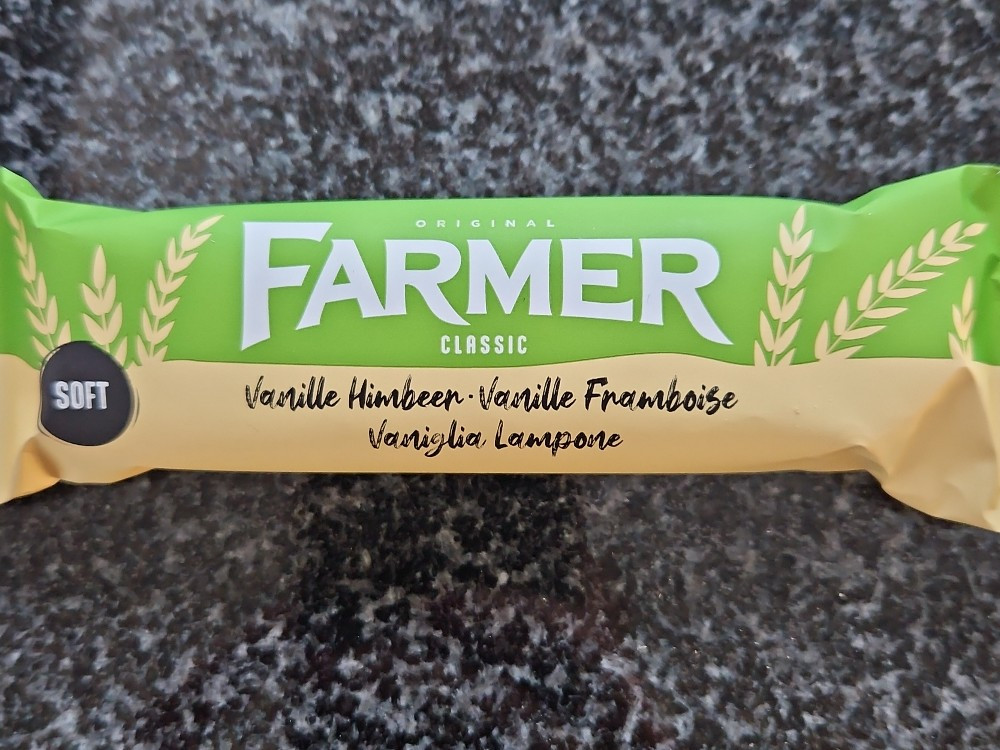 ORIGINAL
FARMER
CLASSIC
SOFT
Vanille Himbeer · Vanille Framboise
Vaniglia Lampone